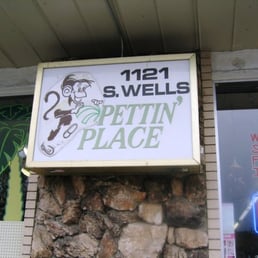 1121
S. WELLS
PETTIN'
PLACE